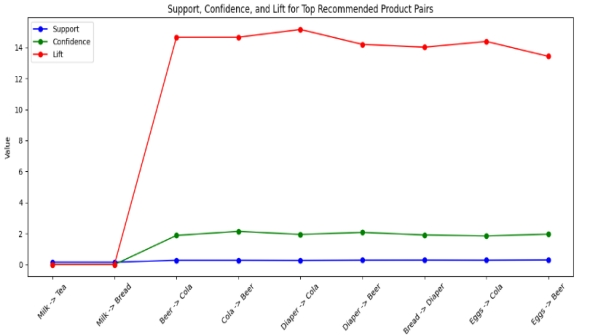 Support, Confidence, and Lift for Top Recommended Product Pairs
Support
Confidence
Lift
14
12
10
8
6
4
2
0
Value
Milk -> Tea
Milk -> Bread
Beer -> Cola
Cola -> Beer
Diaper -> Cola
Diaper -> Beer
Bread -> Diaper
Eggs -> Cola
Eggs -> Beer